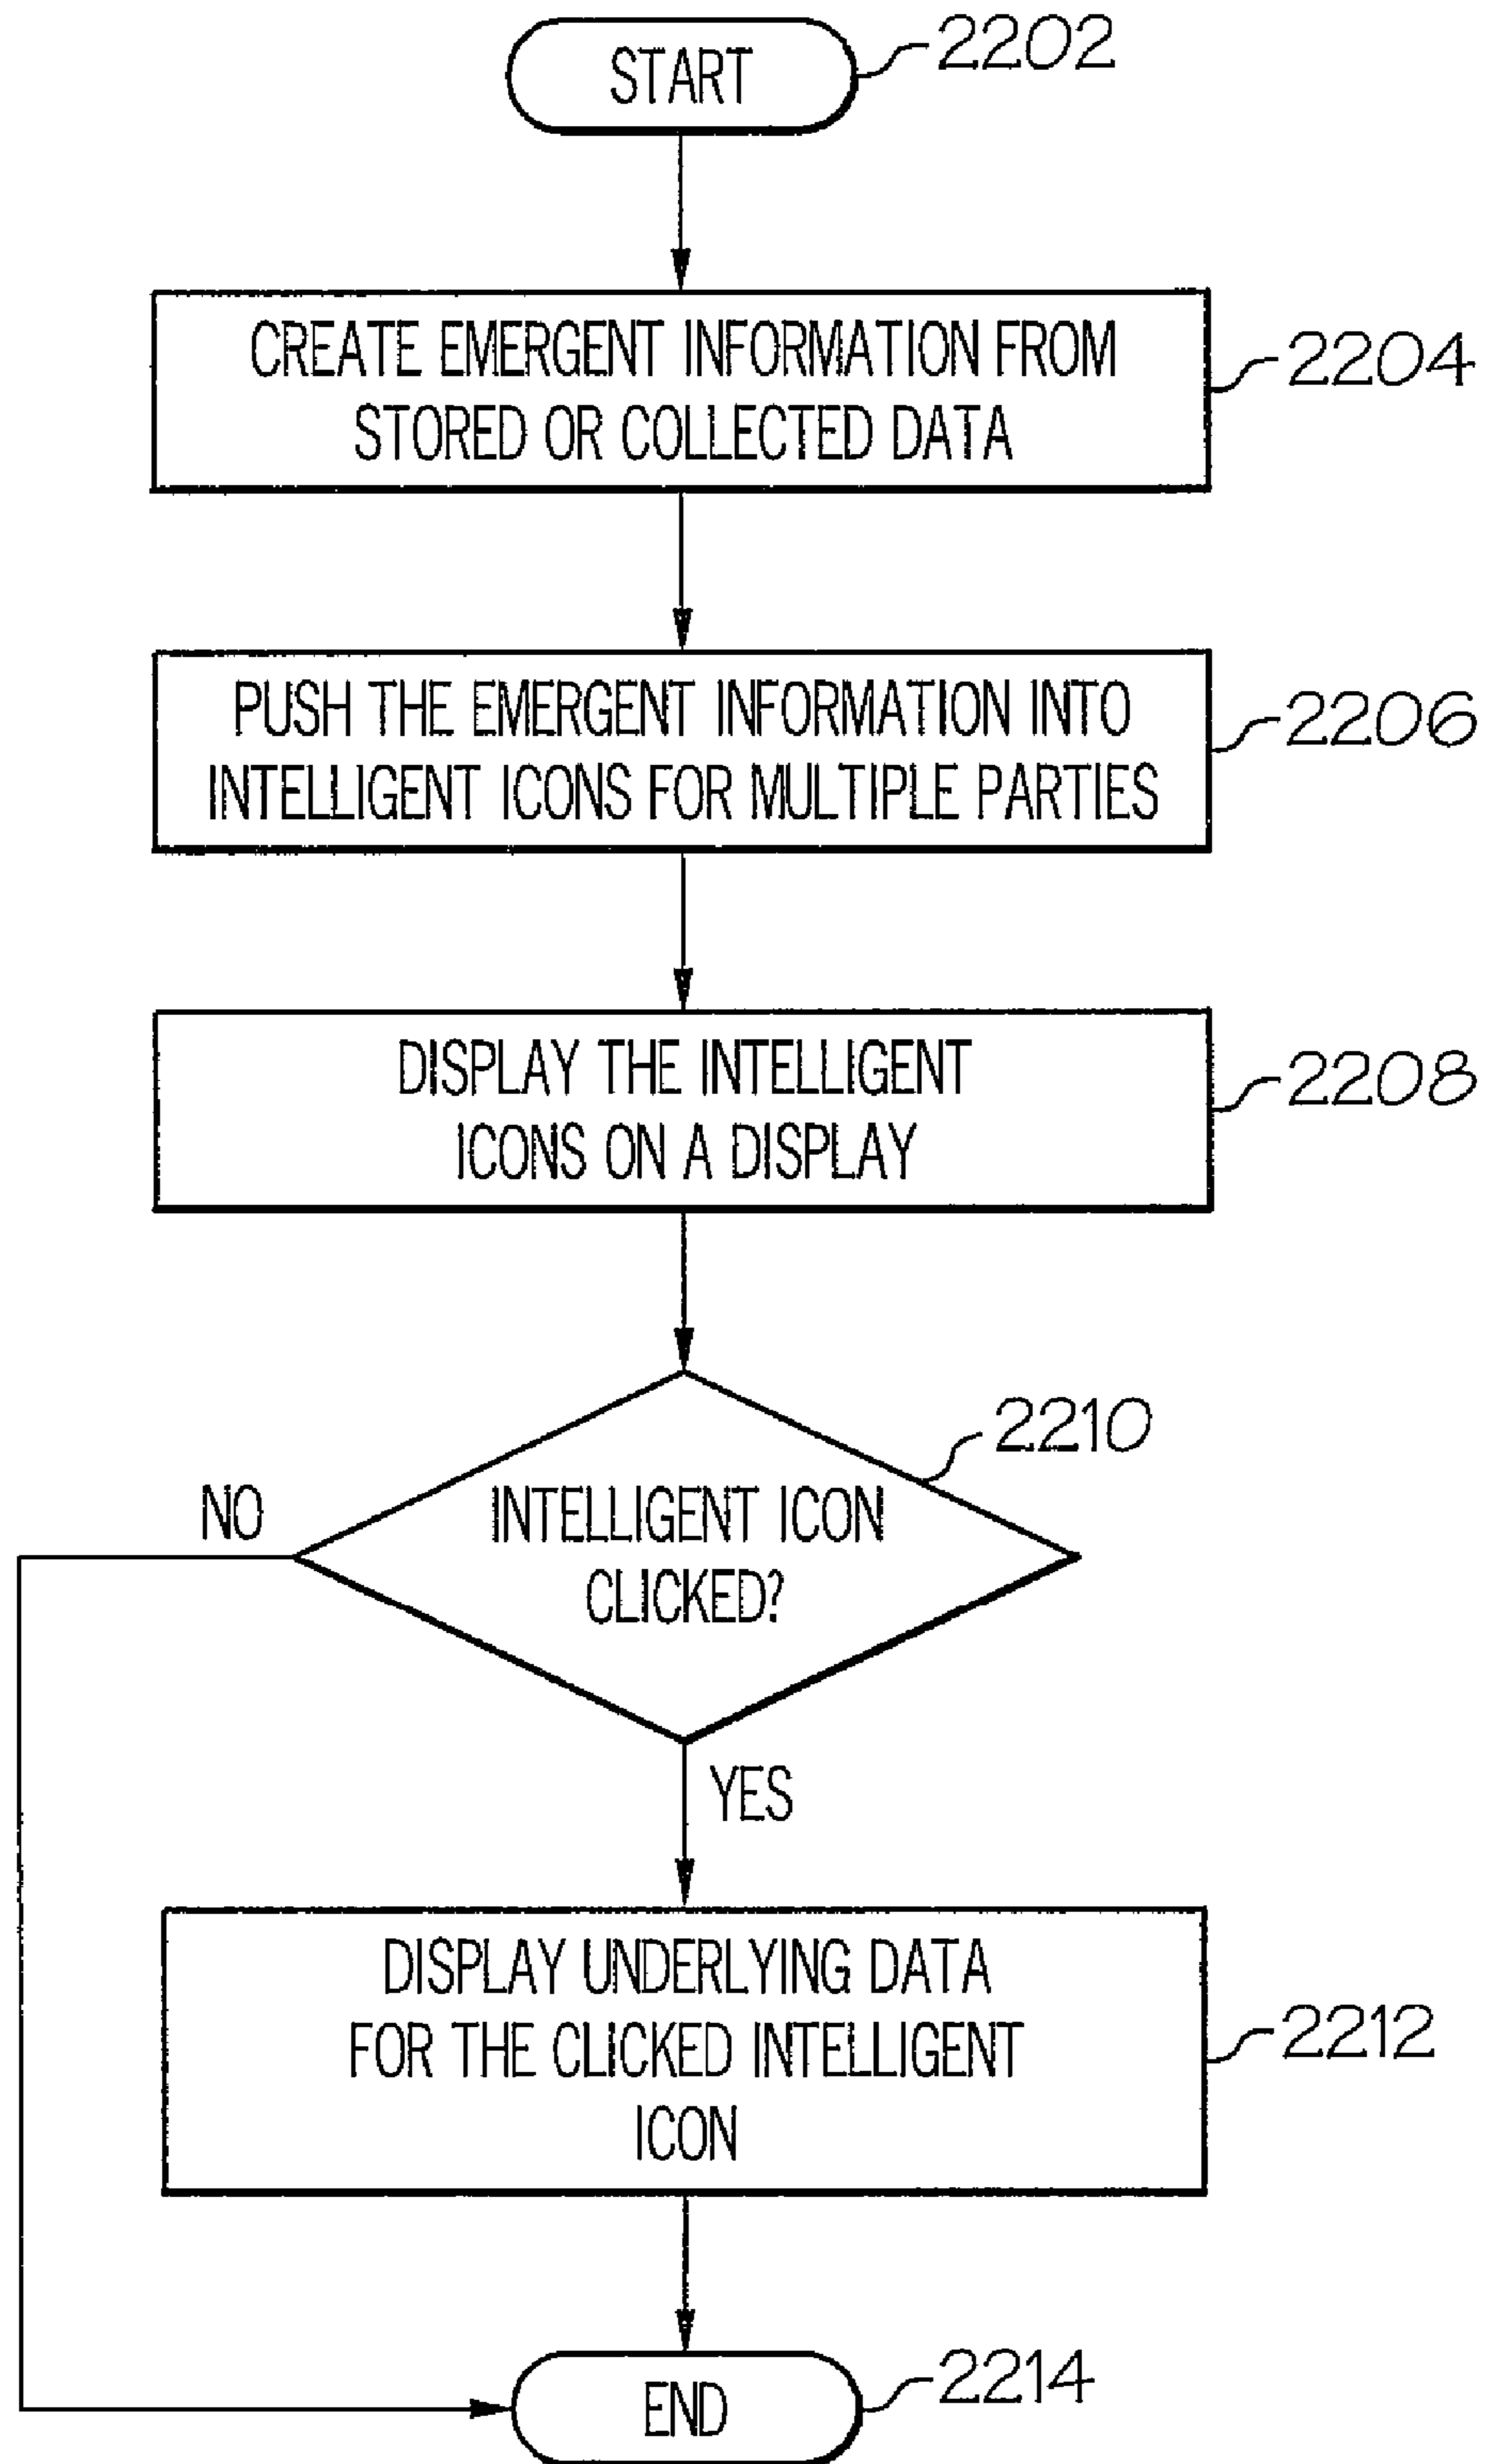 START
2202
CREATE EMERGENT INFORMATION FROM
STORED OR COLLECTED DATA
2204
PUSH THE EMERGENT INFORMATION INTO
INTELLIGENT ICONS FOR MULTIPLE PARTIES
2206
DISPLAY THE INTELLIGENT
ICONS ON A DISPLAY
2208
2210
NO
INTELLIGENT ICON
CLICKED?
YES
DISPLAY UNDERLYING DATA
FOR THE CLICKED INTELLIGENT
ICON
2212
END
2214